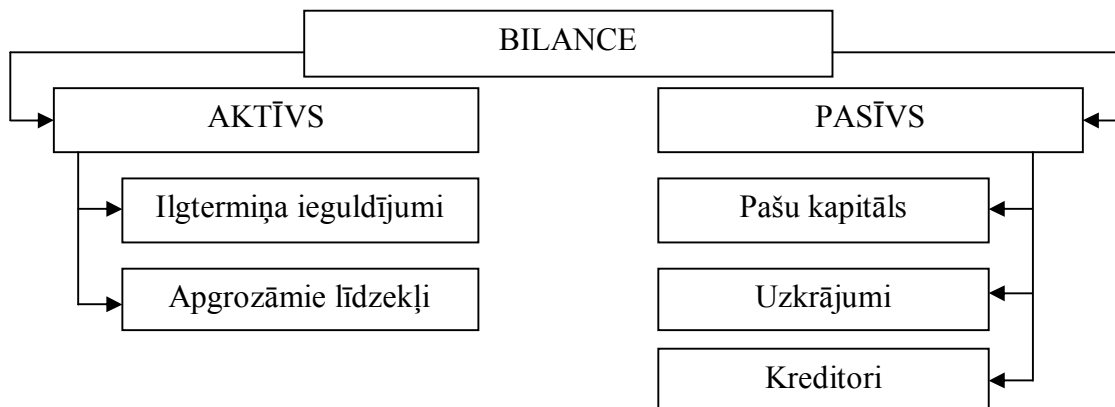 BILANCE
AKTĪVS
PASĪVS
Ilgtermiņa ieguldījumi
Pašu kapitāls
Apgrozāmie līdzekļi
Uzkrājumi
Kreditori